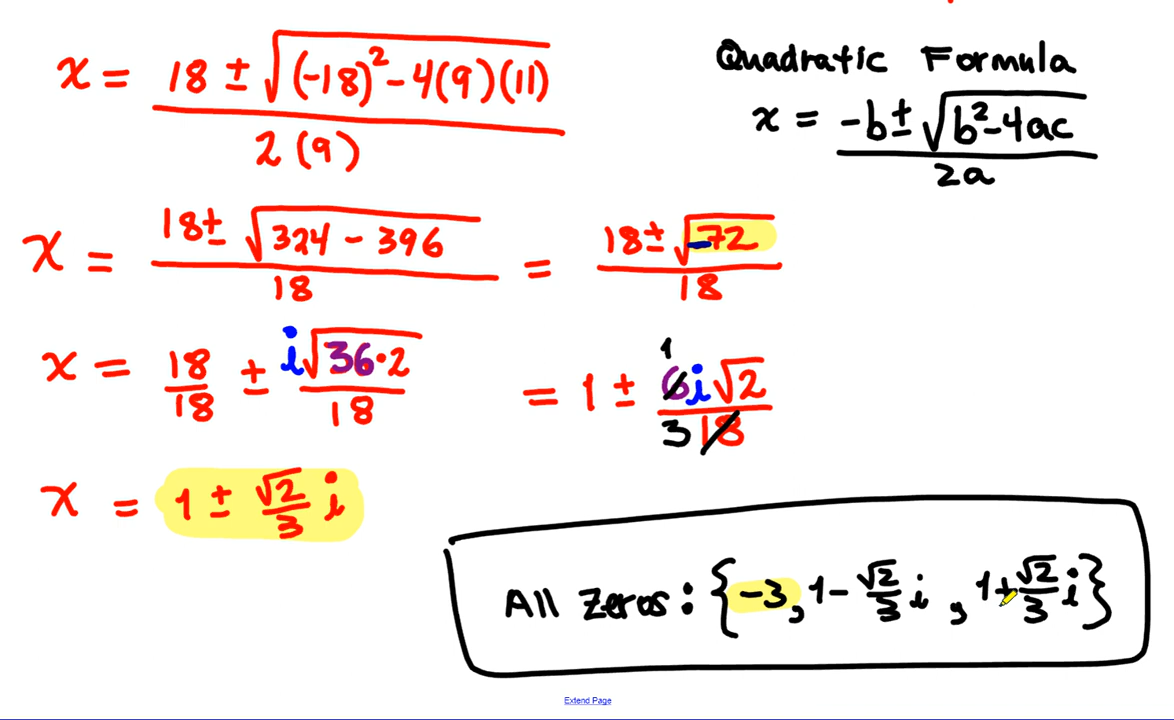 x = 18 ± √((-18)² - 4(9)(11)) / 2(9)
Quadratic Formula
x = -b ± √(b² - 4ac) / 2a
x = 18 ± √(324 - 396) / 18 = 18 ± √(-72) / 18
x = 18/18 ± i√(36·2) / 18 = 1 ± 6i√2 / 18 1 3
x = 1 ± √2/3 i
All Zeros: {-3, 1 - √2/3 i, 1 + √2/3 i}
Extend Page